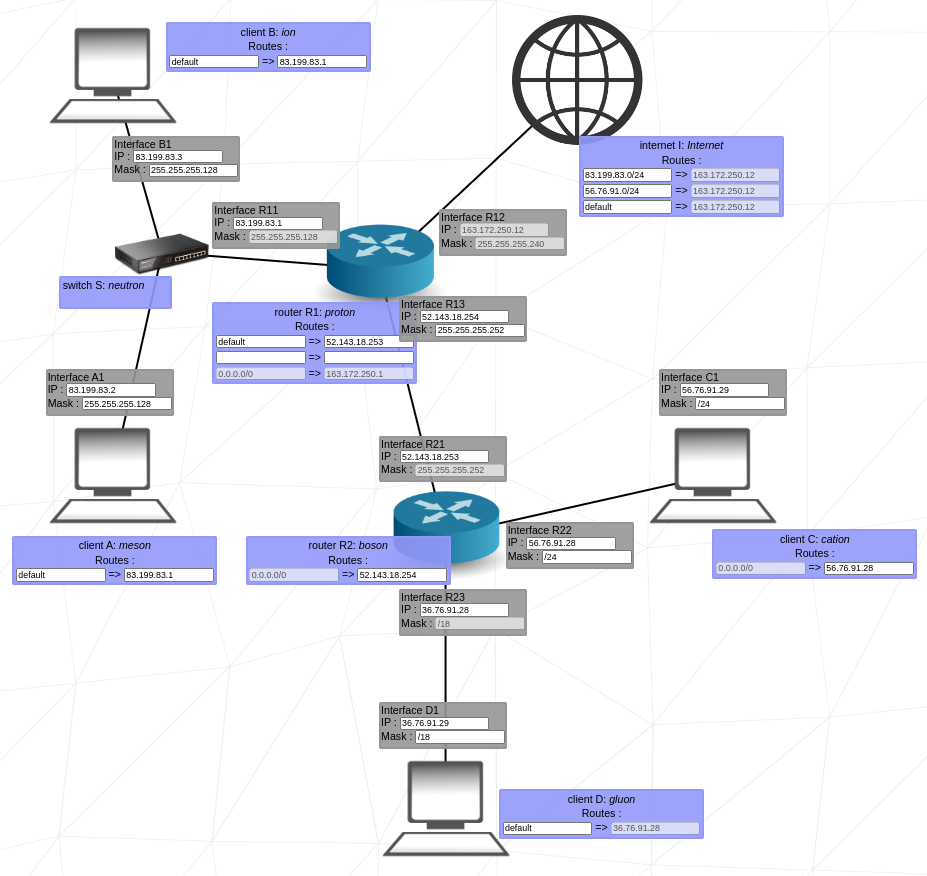 client B: ion
Routes :
default => 83.199.83.1
Interface B1
IP : 83.199.83.3
Mask : 255.255.255.128
internet I: Internet
Routes :
83.199.83.0/24 => 163.172.250.12
56.76.91.0/24 => 163.172.250.12
default => 163.172.250.12
Interface R11
IP : 83.199.83.1
Mask : 255.255.255.128
Interface R12
IP : 163.172.250.12
Mask : 255.255.255.240
switch S: neutron
router R1: proton
Routes :
default => 52.143.18.253
=>
0.0.0.0/0 => 163.172.250.1
Interface R13
IP : 52.143.18.254
Mask : 255.255.255.252
Interface A1
IP : 83.199.83.2
Mask : 255.255.255.128
Interface C1
IP : 56.76.91.29
Mask : /24
Interface R21
IP : 52.143.18.253
Mask : 255.255.255.252
client A: meson
Routes :
default => 83.199.83.1
router R2: boson
Routes :
0.0.0.0/0 => 52.143.18.254
Interface R22
IP : 56.76.91.28
Mask : /24
client C: cation
Routes :
0.0.0.0/0 => 56.76.91.28
Interface R23
IP : 36.76.91.28
Mask : /18
Interface D1
IP : 36.76.91.29
Mask : /18
client D: gluon
Routes :
default => 36.76.91.28